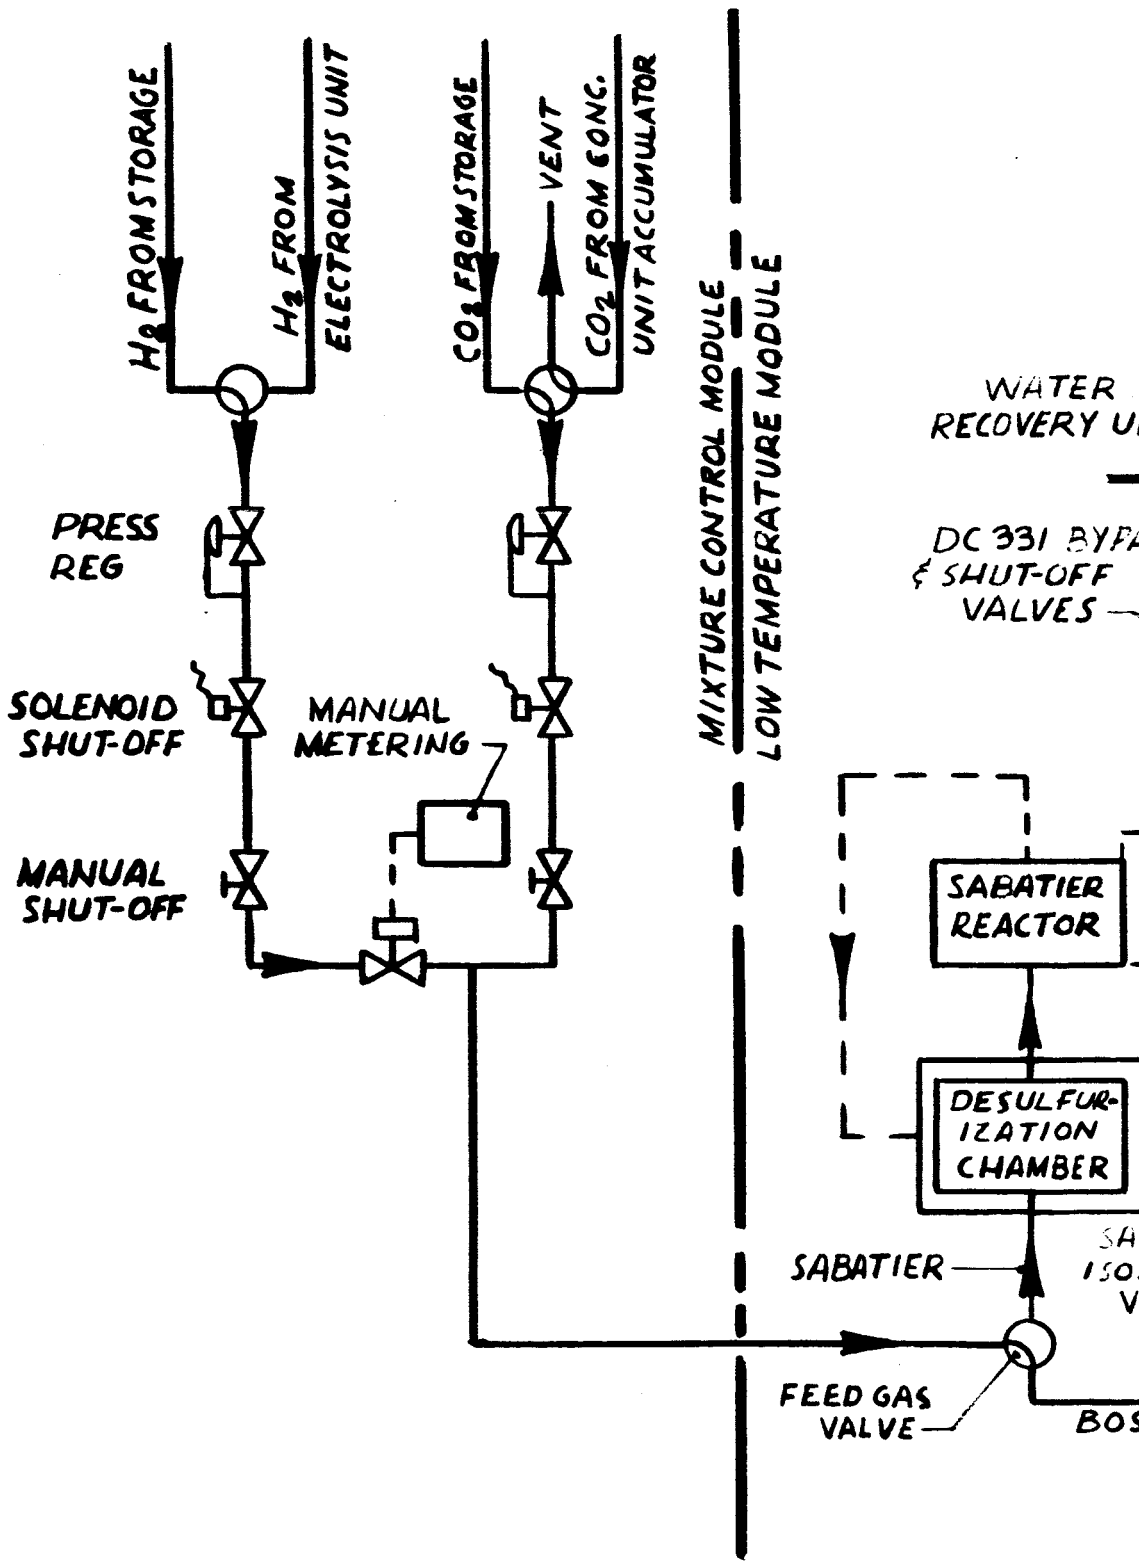 H2 FROM STORAGE
H2 FROM
ELECTROLYSIS UNIT
CO2 FROM STORAGE
VENT
CO2 FROM CONC.
UNIT ACCUMULATOR
MIXTURE CONTROL MODULE
LOW TEMPERATURE MODULE
WATER
RECOVERY
PRESS
REG
DC 331
& SHUT-OFF
VALVES
SOLENOID
SHUT-OFF
MANUAL
METERING
MANUAL
SHUT-OFF
SABATIER
REACTOR
DESULFUR-
IZATION
CHAMBER
SABATIER
FEED GAS
VALVE